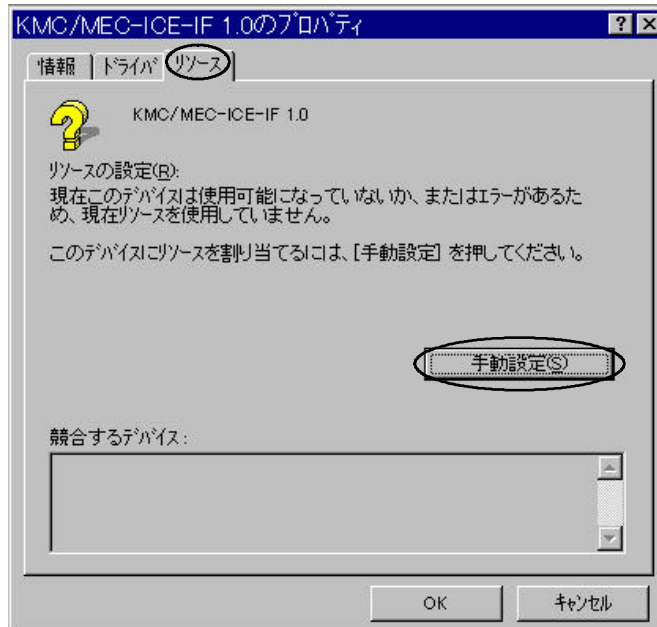 KMC/MEC-ICE-IF 1.0のﾌﾟﾛﾊﾟﾃｨ
情報 ﾄﾞﾗｲﾊﾞ ﾘｿｰｽ
KMC/MEC-ICE-IF 1.0
ﾘｿｰｽの設定(R):
現在このﾃﾞﾊﾞｲｽは使用可能になっていないか、またはｴﾗｰがあるた
め、現在ﾘｿｰｽを使用していません。
このﾃﾞﾊﾞｲｽにﾘｿｰｽを割り当てるには、[手動設定] を押してください。
手動設定(S)
競合するﾃﾞﾊﾞｲｽ:
OK ｷｬﾝｾﾙ